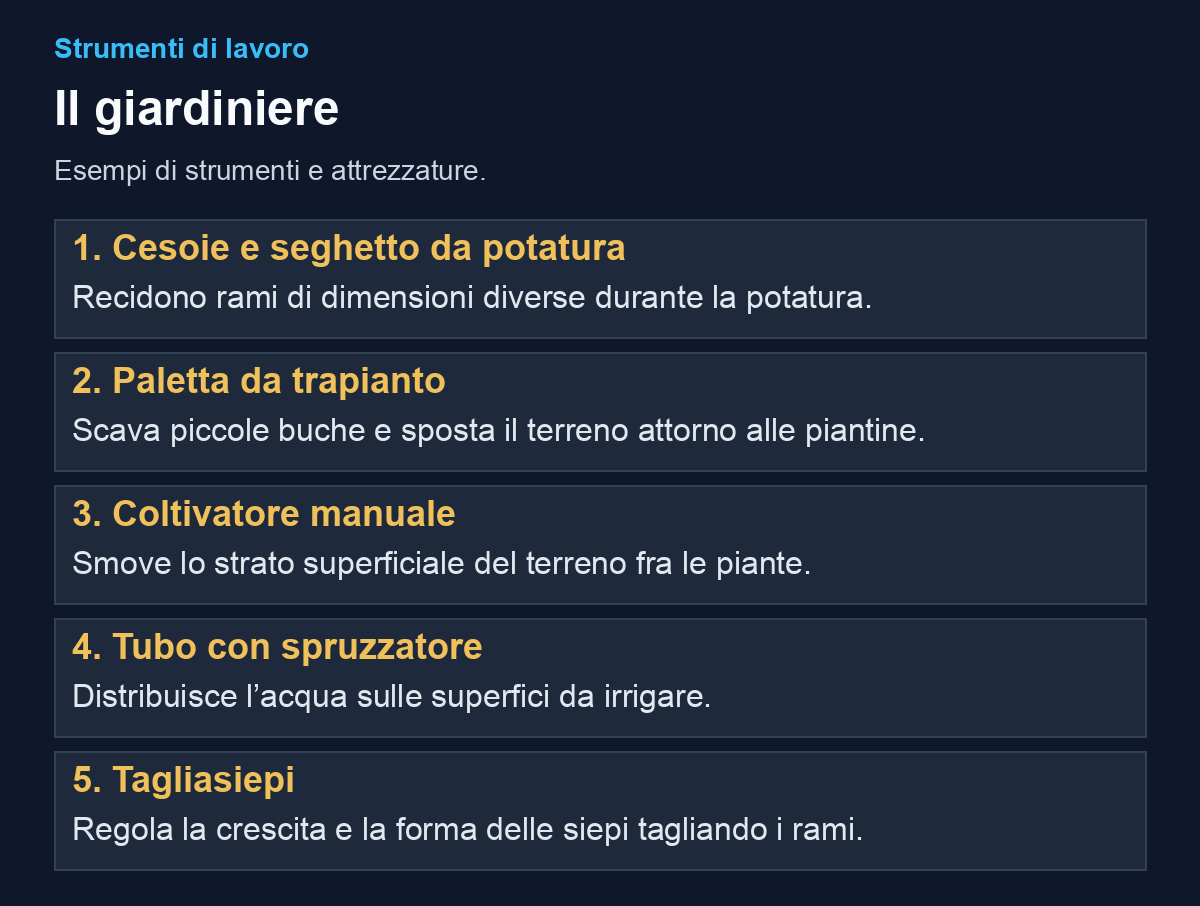 Strumenti di lavoro
Il giardiniere
Esempi di strumenti e attrezzature.
1. Cesoie e seghetto da potatura
Recidono rami di dimensioni diverse durante la potatura.
2. Paletta da trapianto
Scava piccole buche e sposta il terreno attorno alle piantine.
3. Coltivatore manuale
Smove lo strato superficiale del terreno fra le piante.
4. Tubo con spruzzatore
Distribuisce l’acqua sulle superfici da irrigare.
5. Tagliasiepi
Regola la crescita e la forma delle siepi tagliando i rami.